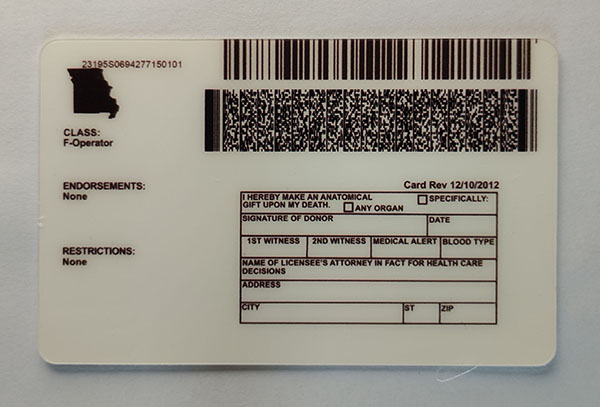 23195S0694277150101
CLASS:
F-Operator
ENDORSEMENTS:
None
RESTRICTIONS:
None
Card Rev 12/10/2012
I HEREBY MAKE AN ANATOMICAL
GIFT UPON MY DEATH. ANY ORGAN SPECIFICALLY:
SIGNATURE OF DONOR DATE
1ST WITNESS 2ND WITNESS MEDICAL ALERT BLOOD TYPE
NAME OF LICENSEE'S ATTORNEY IN FACT FOR HEALTH CARE
DECISIONS
ADDRESS
CITY ST ZIP